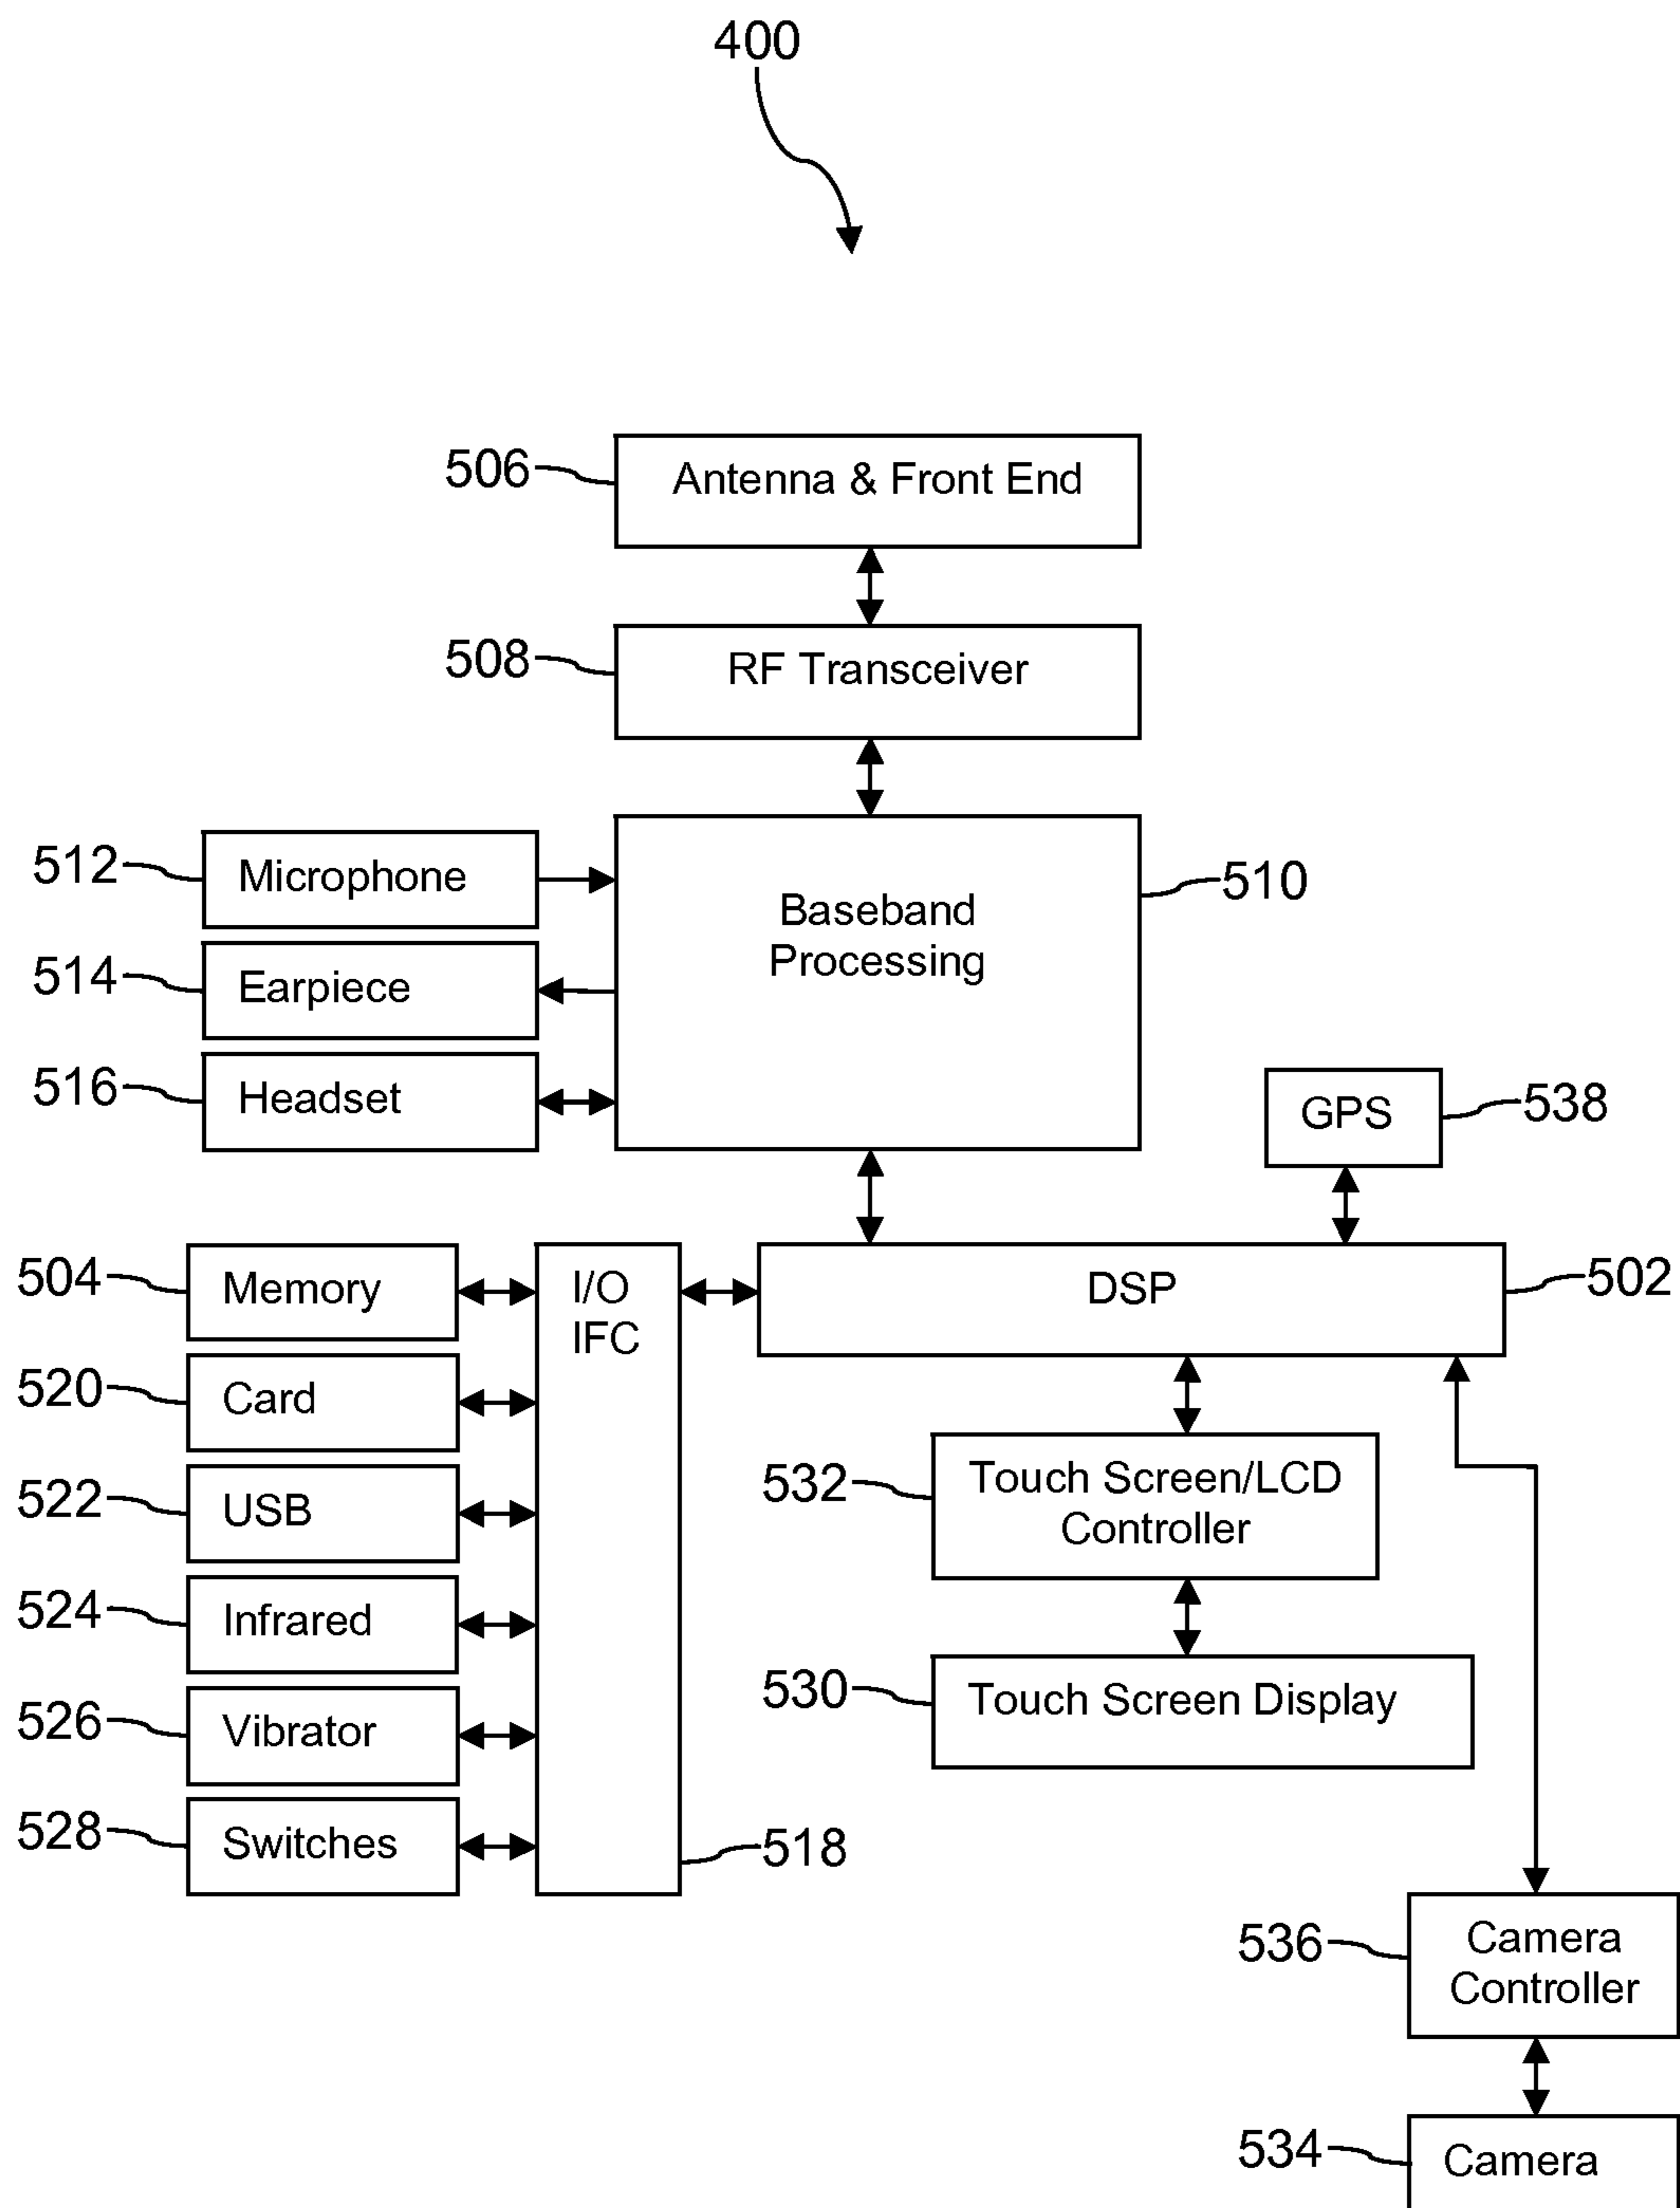 400
506
Antenna & Front End
508
RF Transceiver
512
Microphone
510
Baseband
Processing
514
Earpiece
516
Headset
GPS
538
504
Memory
I/O
IFC
DSP
502
520
Card
522
USB
532
Touch Screen/LCD
Controller
524
Infrared
530
Touch Screen Display
526
Vibrator
528
Switches
518
536
Camera
Controller
534
Camera